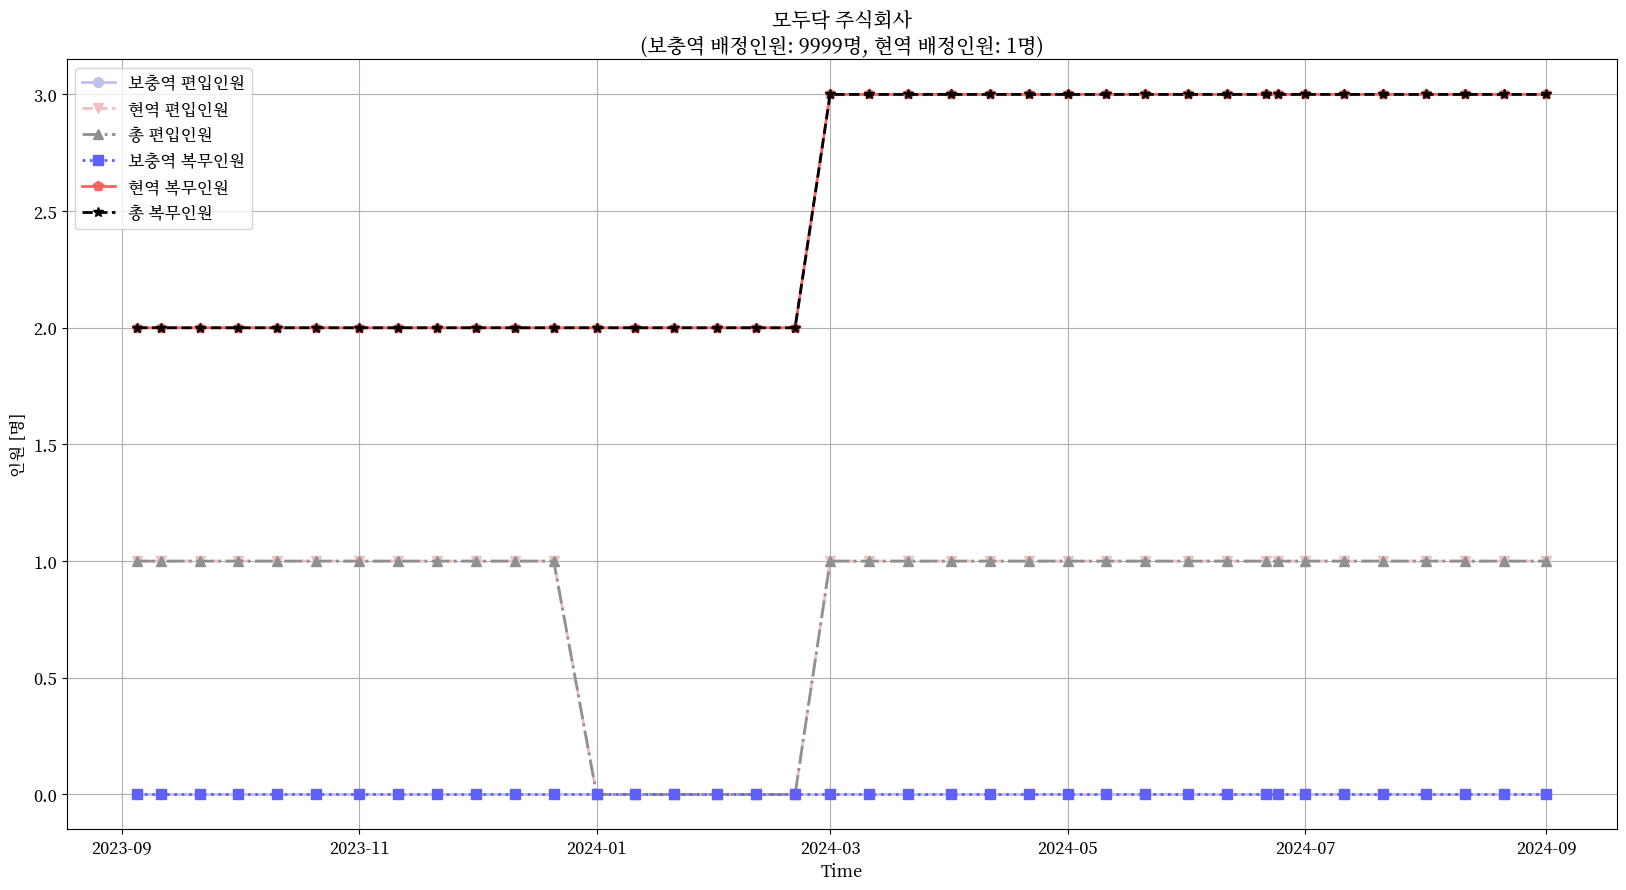 모두닥 주식회사
(보충역 배정인원: 9999명, 현역 배정인원: 1명)
보충역 편입인원
현역 편입인원
총 편입인원
보충역 복무인원
현역 복무인원
총 복무인원
3.0
2.5
2.0
1.5
1.0
0.5
0.0
인원 [명]
2023-09
2023-11
2024-01
2024-03
2024-05
2024-07
2024-09
Time